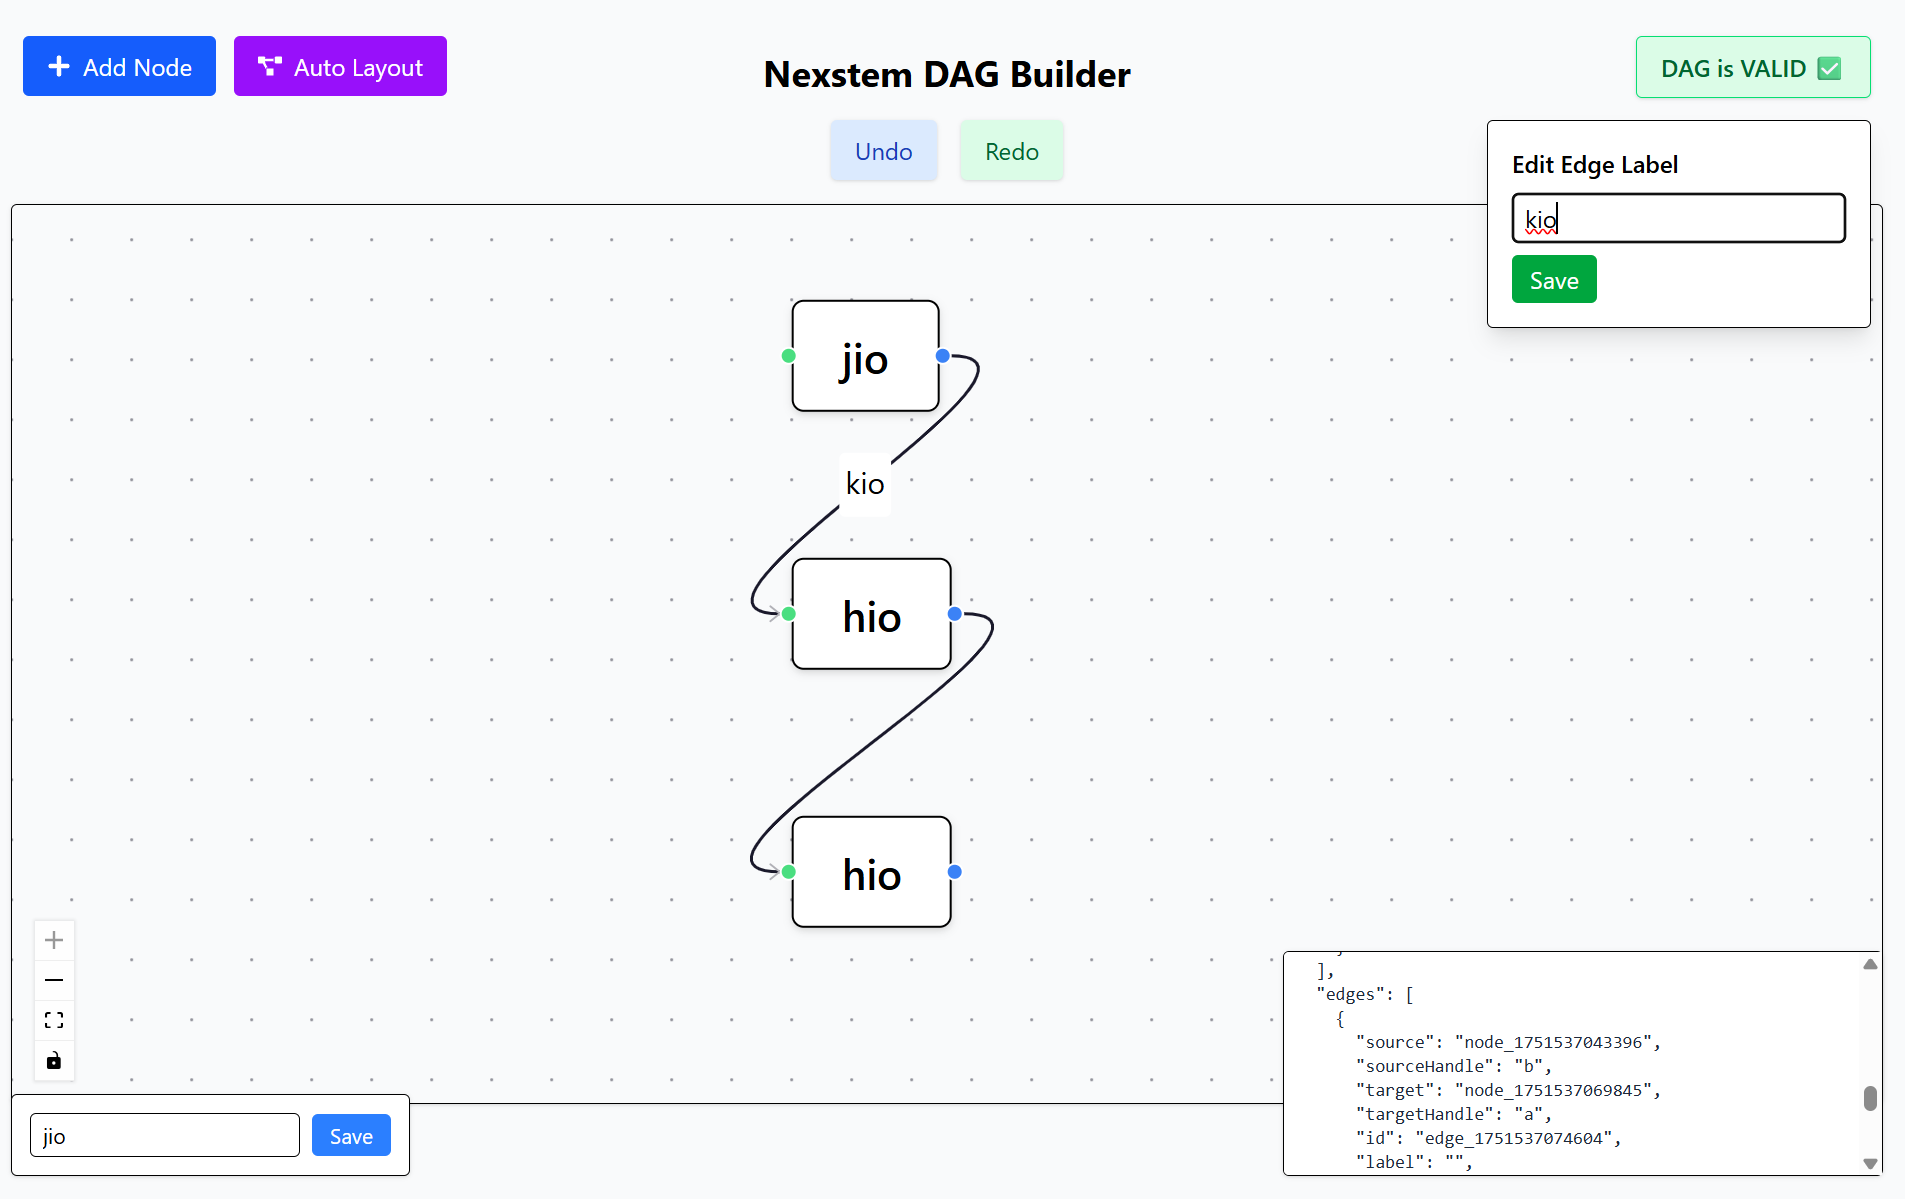 Add Node
Auto Layout
Nexstem DAG Builder
DAG is VALID ✅
Undo
Redo
Edit Edge Label
kio
Save
jio
kio
hio
hio
],
"edges": [
{
"source": "node_1751537043396",
"sourceHandle": "b",
"target": "node_1751537069845",
"targetHandle": "a",
"id": "edge_1751537074604",
"label": "",
jio
Save